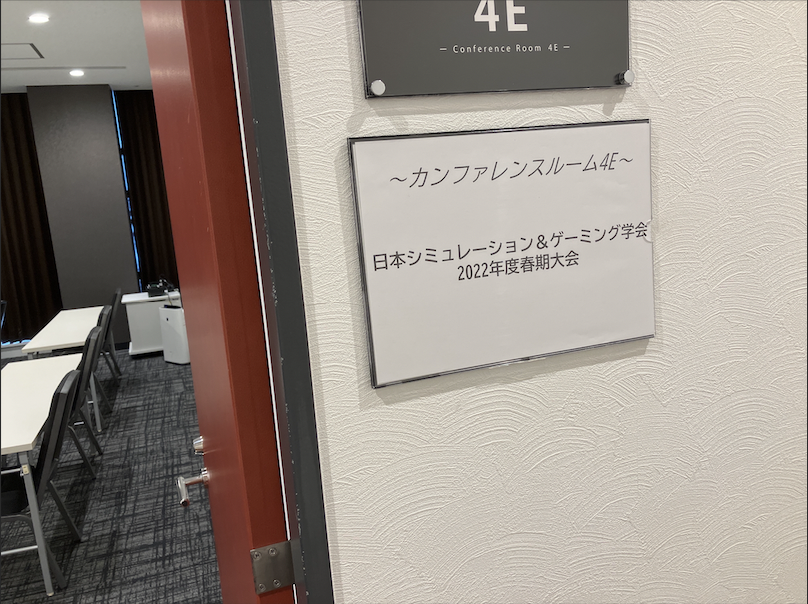 4E
— Conference Room 4E —
〜カンファレンスルーム4E〜
日本シミュレーション＆ゲーミング学会
2022年度春期大会